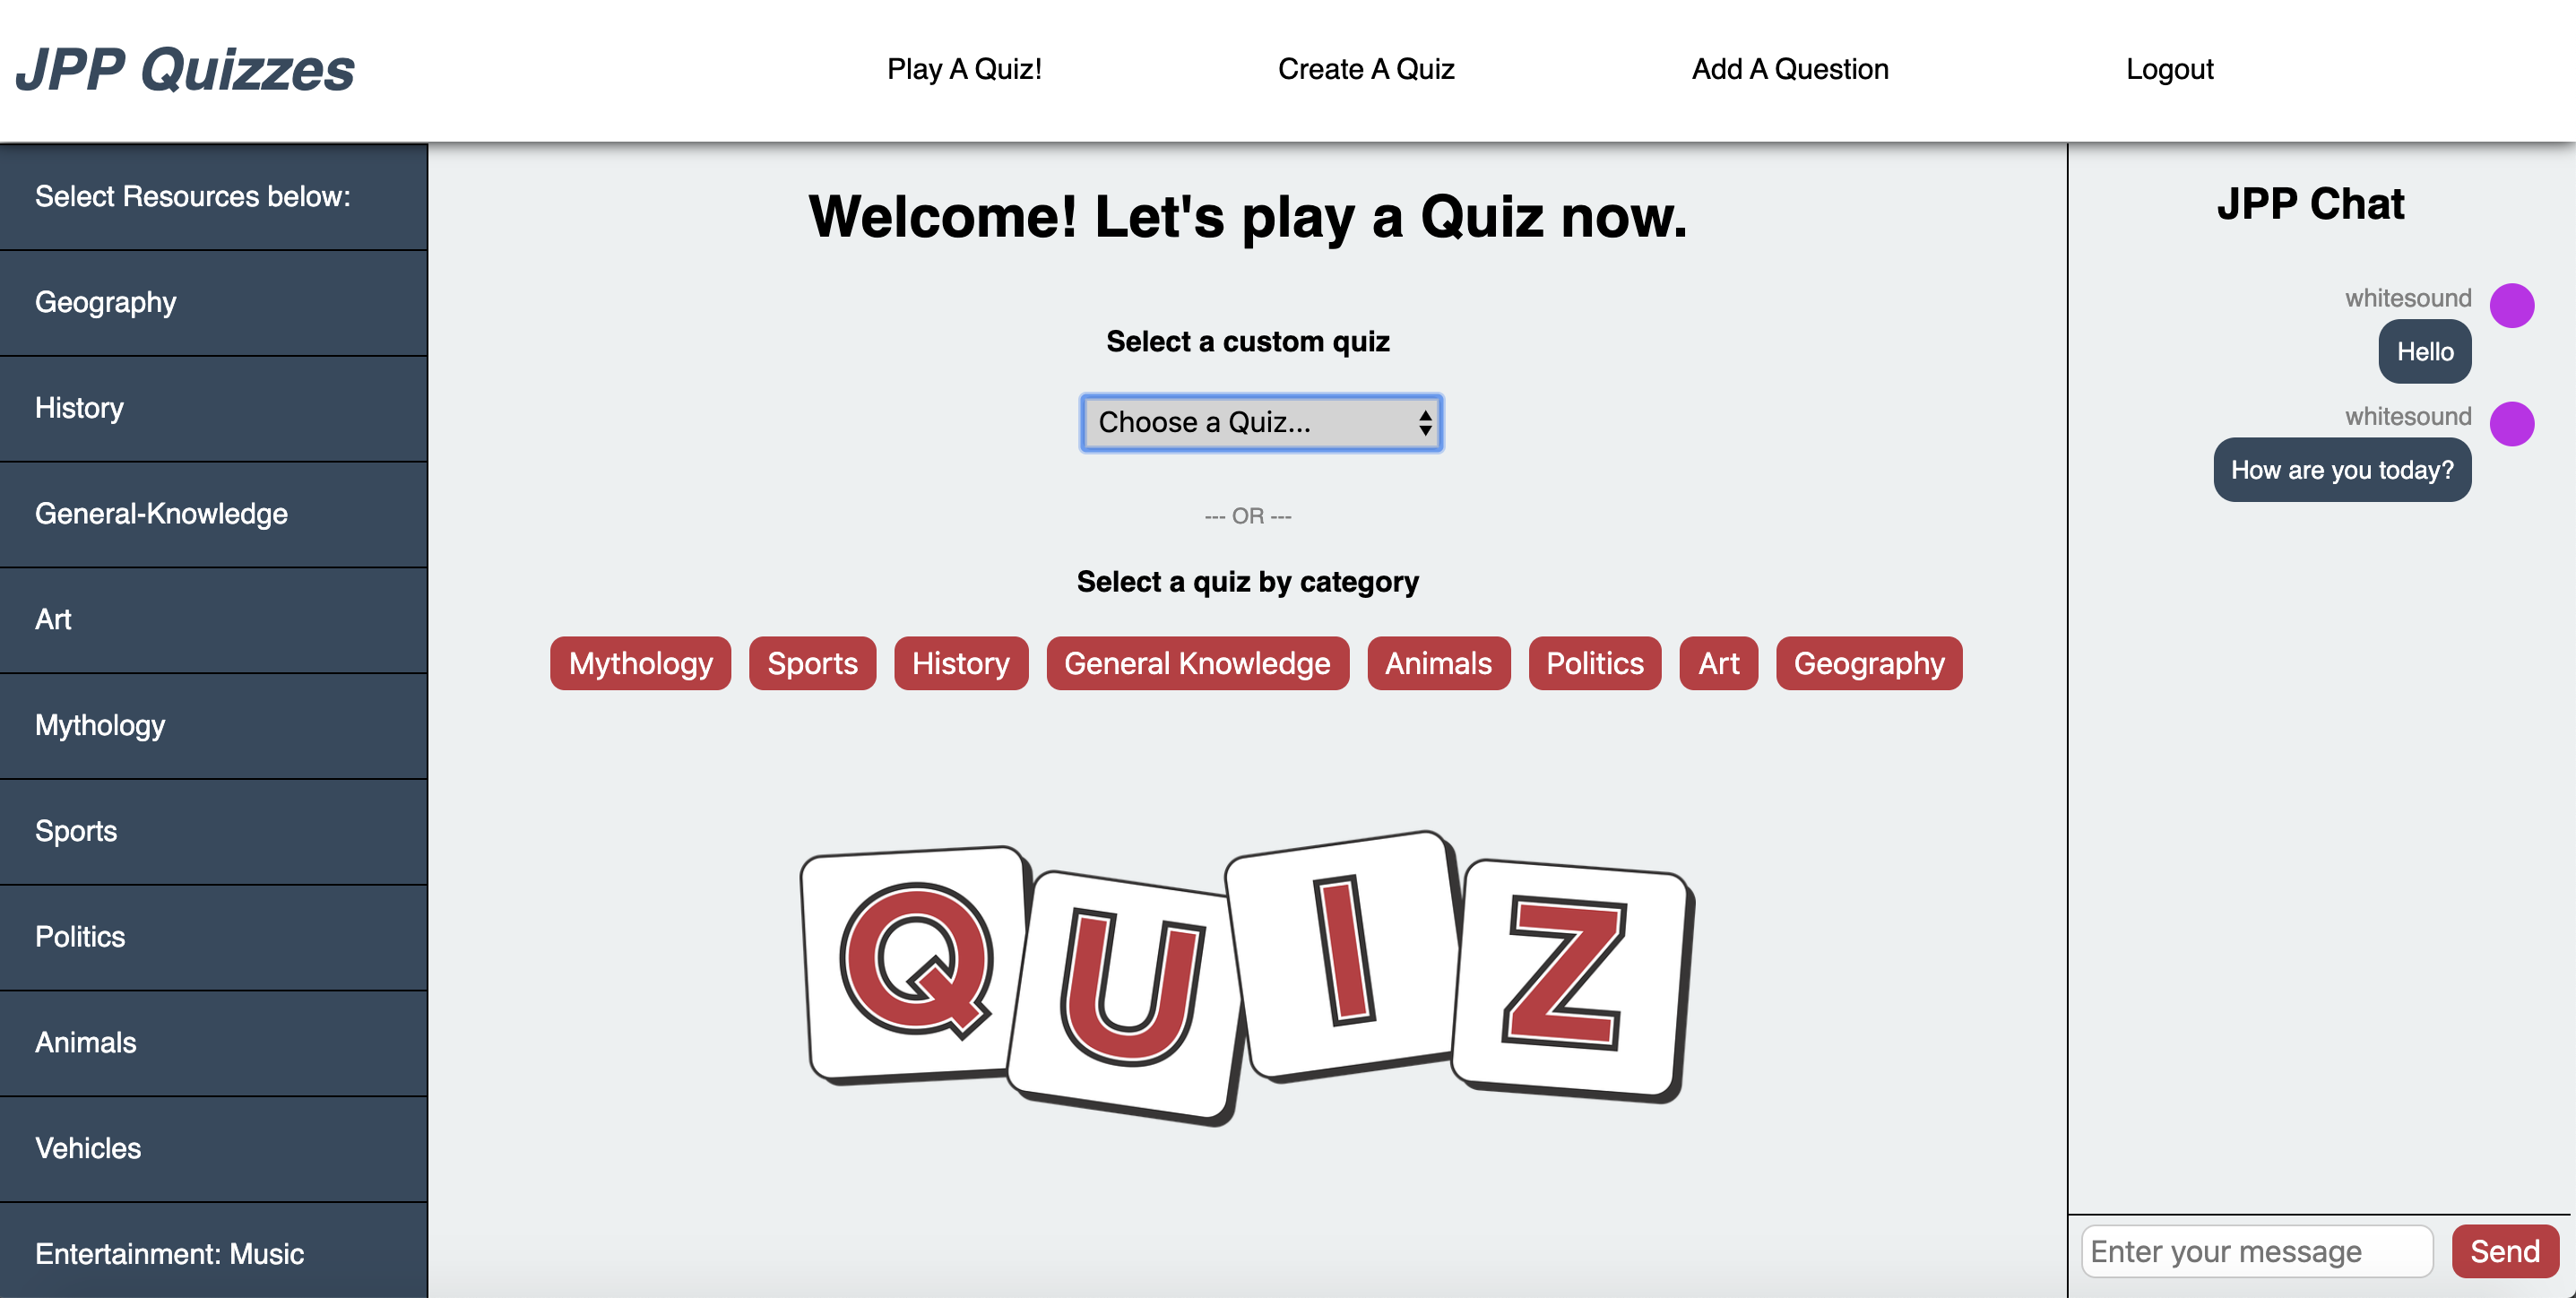 JPP Quizzes
Play A Quiz! Create A Quiz Add A Question Logout
Select Resources below:
Geography
History
General-Knowledge
Art
Mythology
Sports
Politics
Animals
Vehicles
Entertainment: Music
Welcome! Let's play a Quiz now.
Select a custom quiz
Choose a Quiz...
--- OR ---
Select a quiz by category
Mythology Sports History General Knowledge Animals Politics Art Geography
QUIZ
JPP Chat
whitesound
Hello
whitesound
How are you today?
Enter your message Send